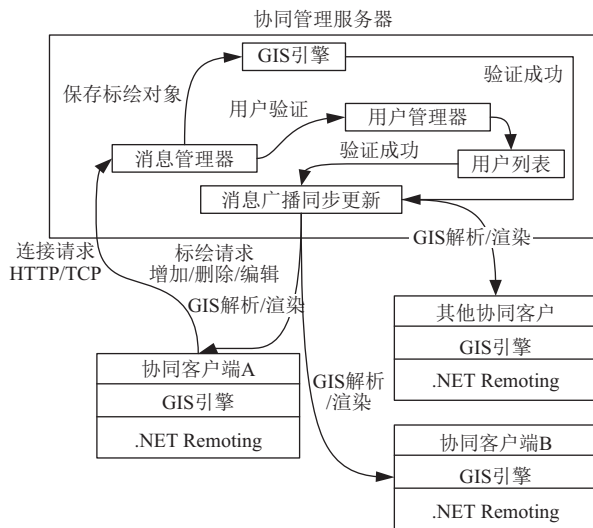 协同管理服务器
GIS引擎
验证成功
保存标绘对象
用户验证
用户管理器
消息管理器
验证成功
用户列表
消息广播同步更新
连接请求
HTTP/TCP
标绘请求
增加/删除/编辑
GIS解析/渲染
GIS解析/渲染
其他协同客户
GIS引擎
.NET Remoting
协同客户端A
GIS引擎
.NET Remoting
GIS解析
/渲染
协同客户端B
GIS引擎
.NET Remoting